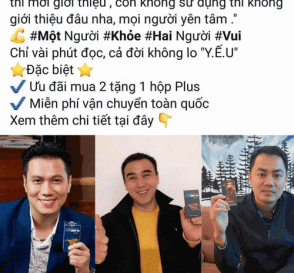 thì mới giới thiệu , còn không sử dụng thì không
giới thiệu đâu nha, mọi người yên tâm ."
💪 #Một Người #Khỏe #Hai Người #Vui
Chỉ vài phút đọc, cả đời không lo "Y.Ế.U"
⭐Đặc biệt ⭐
✔ Ưu đãi mua 2 tặng 1 hộp Plus
✔ Miễn phí vận chuyển toàn quốc
Xem thêm chi tiết tại đây 👇